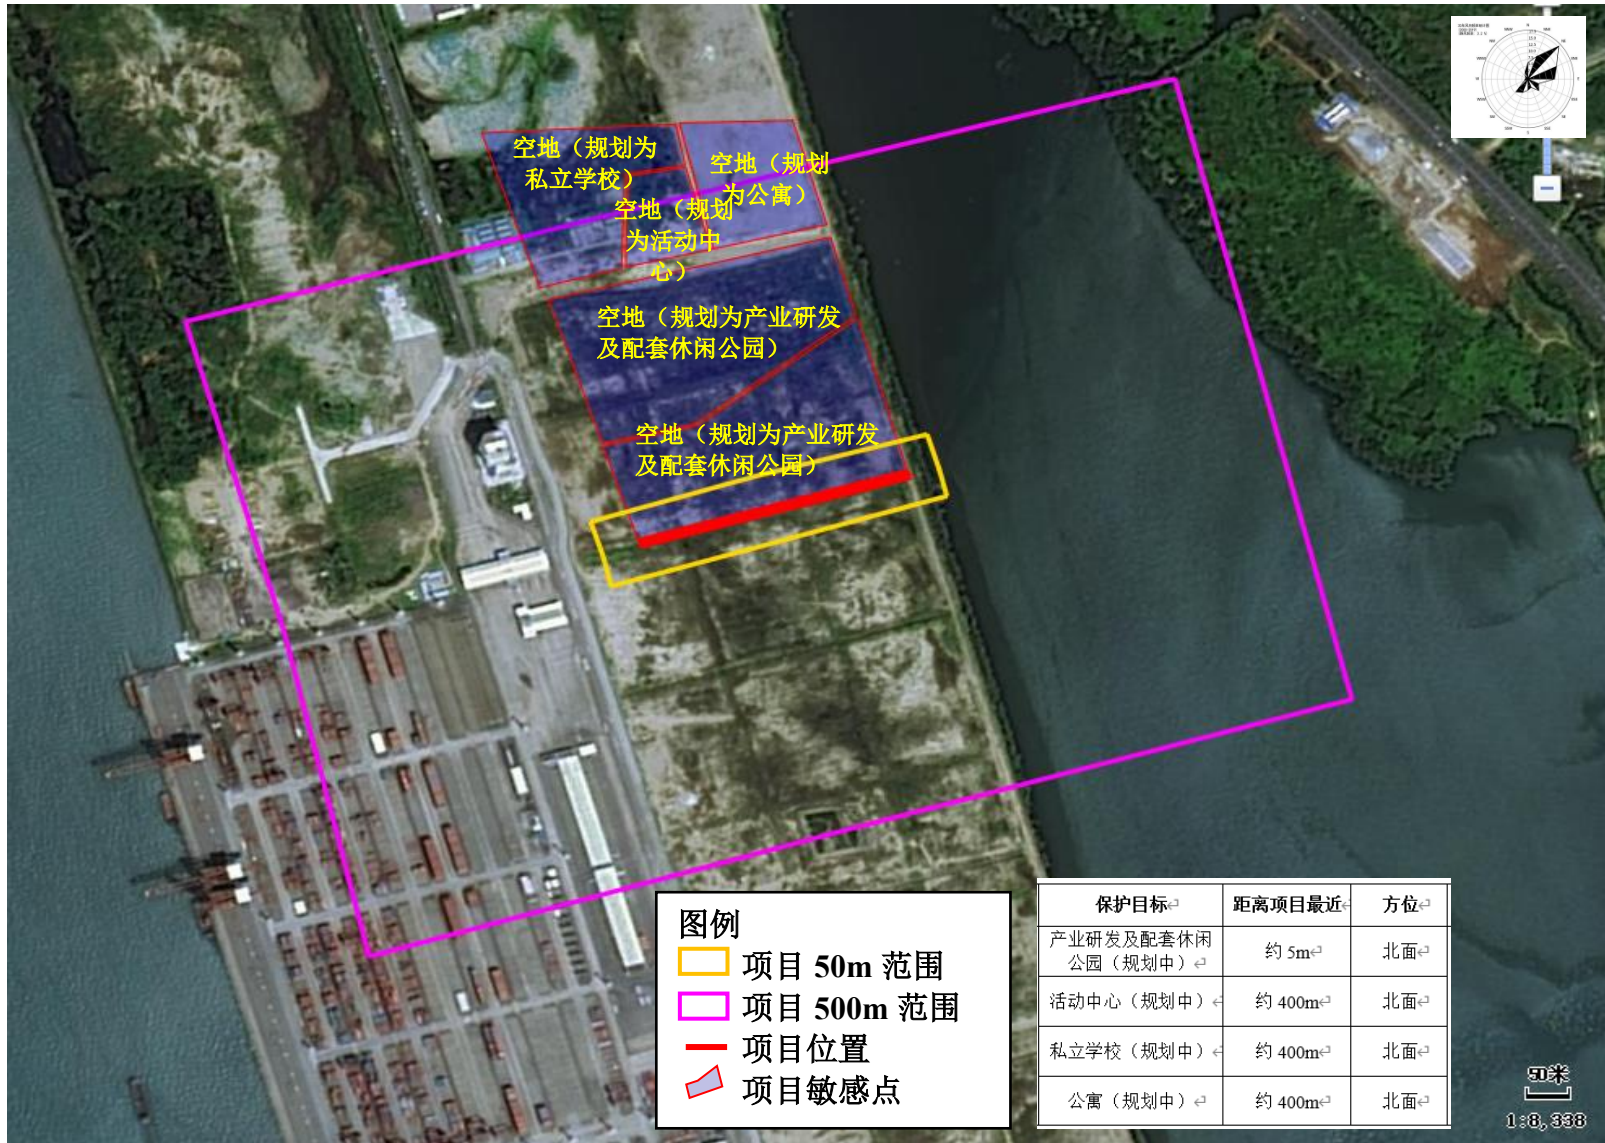 空地（规划为
私立学校）
空地（规划
为公寓）
空地（规划
为活动中
心）
空地（规划为产业研发
及配套休闲公园）
空地（规划为产业研发
及配套休闲公园）
图例
项目 50m 范围
项目 500m 范围
项目位置
项目敏感点
保护目标 距离项目最近 方位
产业研发及配套休闲
公园（规划中） 约 5m 北面
活动中心（规划中） 约 400m 北面
私立学校（规划中） 约 400m 北面
公寓（规划中） 约 400m 北面
50米
1:8,338